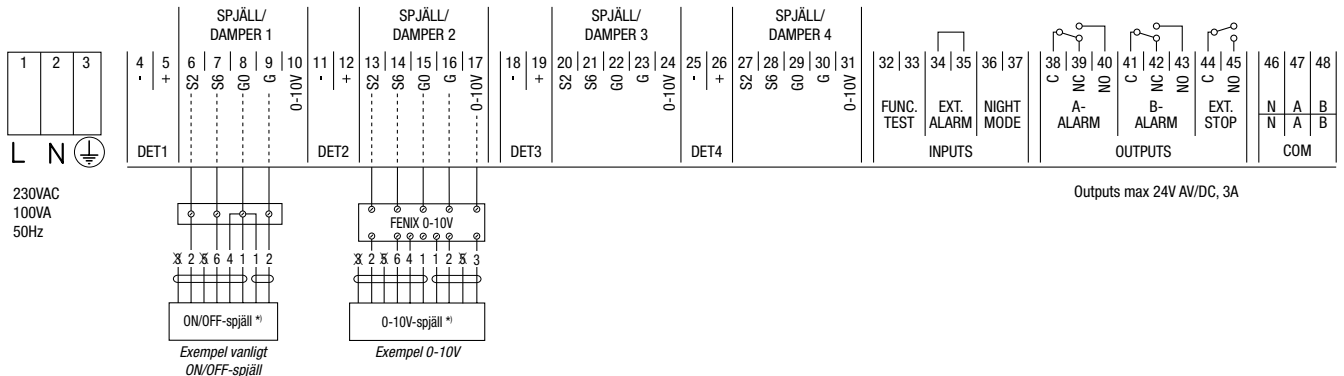 SPJÄLL/ DAMPER 1
SPJÄLL/ DAMPER 2
SPJÄLL/ DAMPER 3
SPJÄLL/ DAMPER 4
1 2 3
L N
230VAC
100VA
50Hz
4 5 6 7 8 9 10
- + S2 S6 G0 G 0-10V
DET1
11 12 13 14 15 16 17
- + S2 S6 G0 G 0-10V
DET2
18 19 20 21 22 23 24
- + S2 S6 G0 G 0-10V
DET3
25 26 27 28 29 30 31
- + S2 S6 G0 G 0-10V
DET4
32 33 34 35 36 37
FUNC. TEST
EXT. ALARM
NIGHT MODE
INPUTS
38 39 40 41 42 43 44 45
C NC NO C NC NO C NO
A- ALARM
B- ALARM
EXT. STOP
OUTPUTS
46 47 48
N A B
N A B
COM
Outputs max 24V AV/DC, 3A
3 2 5 6 4 1 1 2
ON/OFF-spjäll *)
Exempel vanligt
ON/OFF-spjäll
FENIX 0-10V
3 2 5 6 4 1 1 2 5 3
0-10V-spjäll *)
Exempel 0-10V